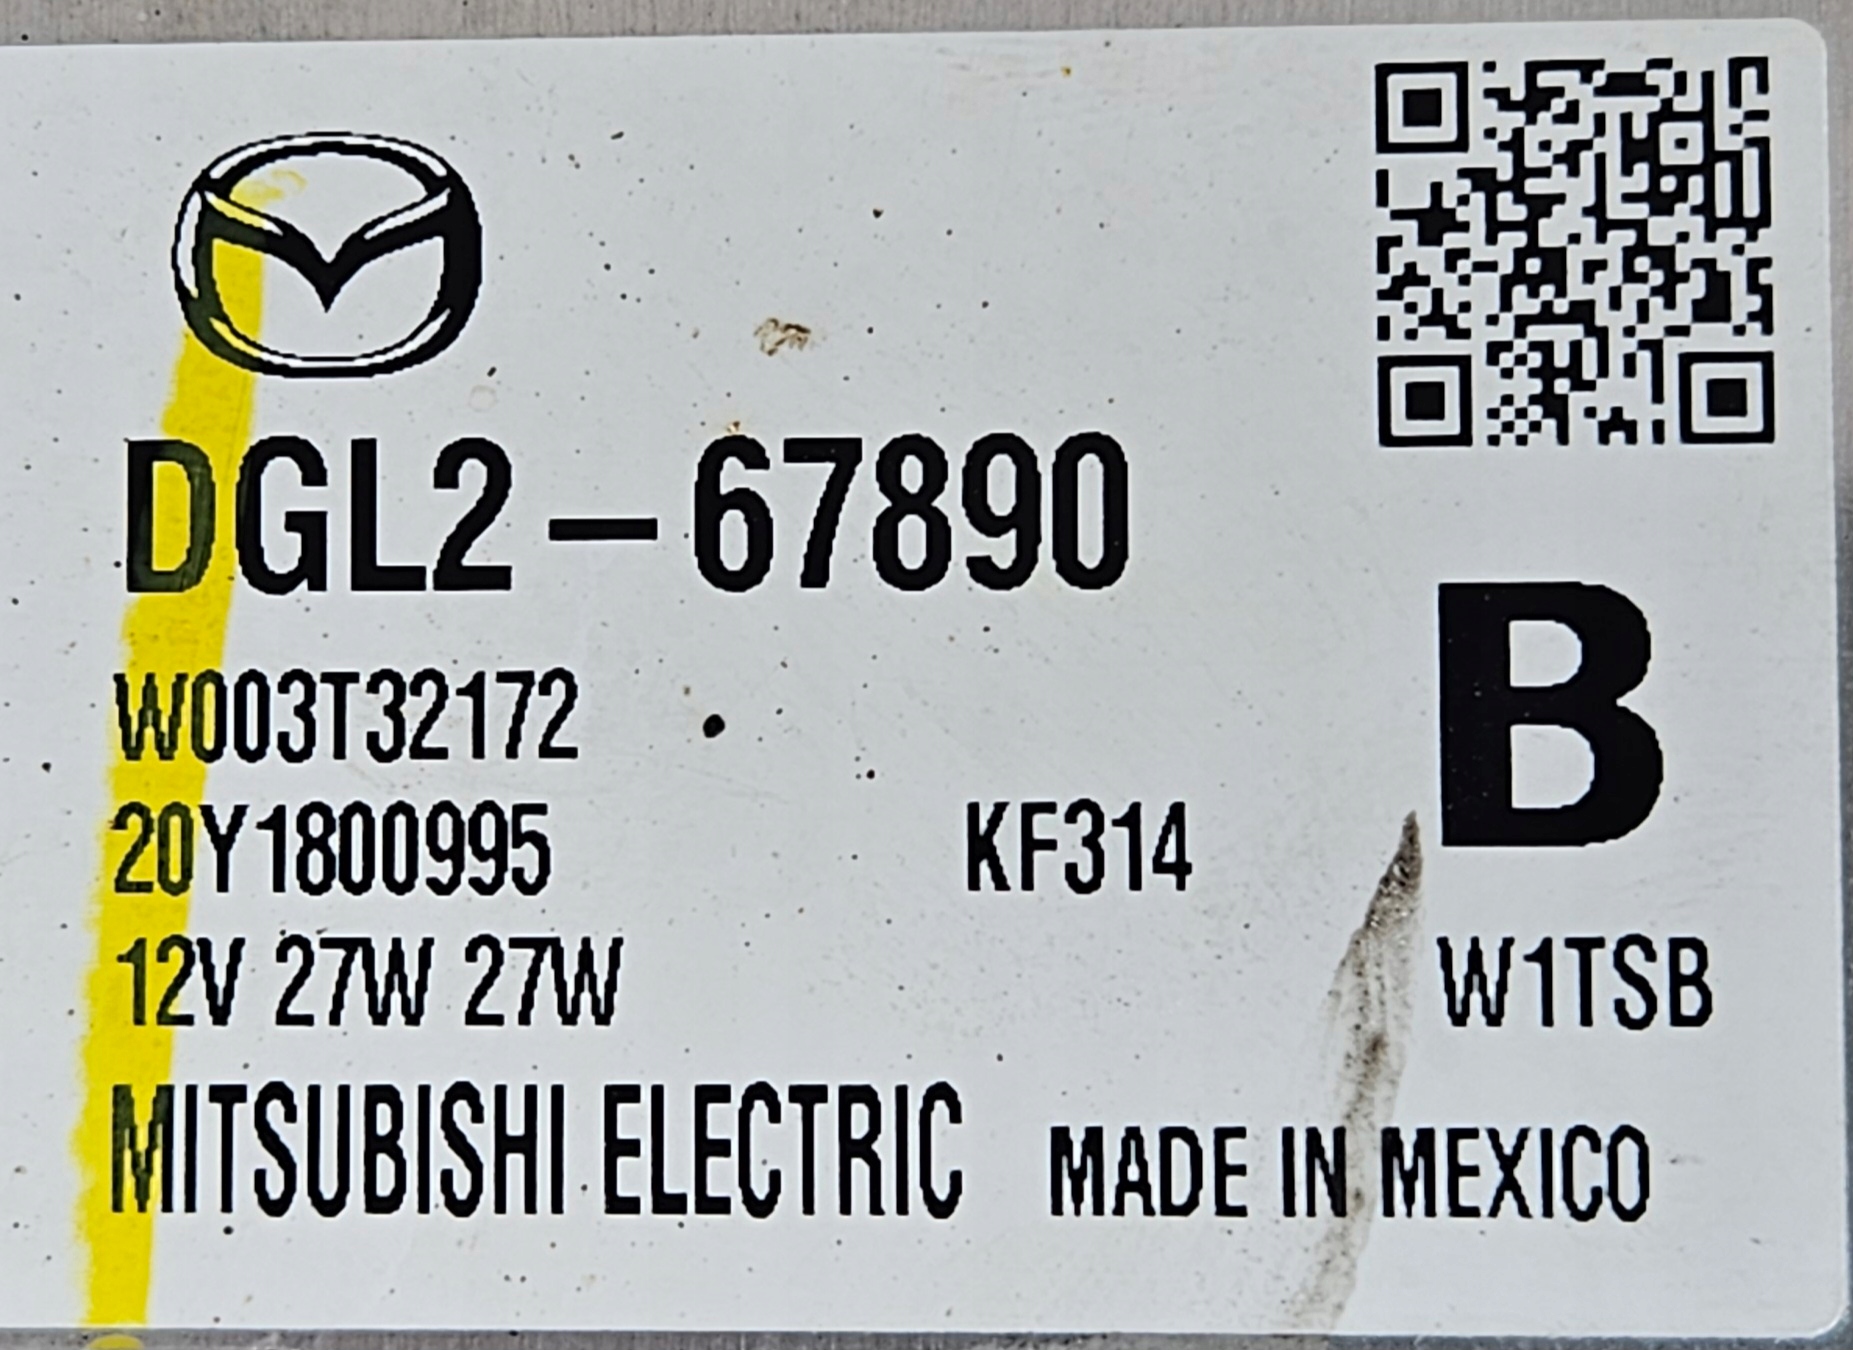 DGL2-67890
B
W003T32172
20Y1800995 KF314
12V 27W 27W W1TSB
MITSUBISHI ELECTRIC MADE IN MEXICO